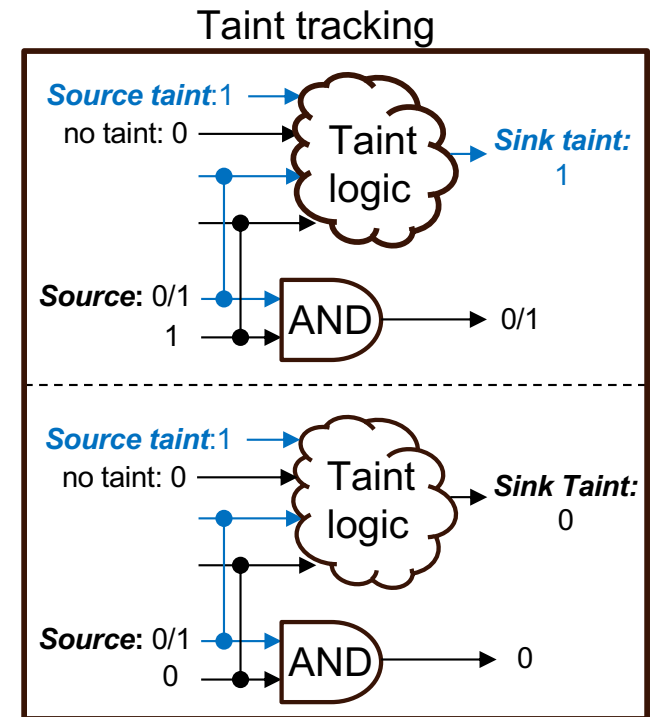 Taint tracking
Source taint:1
no taint: 0
Taint
logic
Sink taint:
1
Source: 0/1
1
AND
0/1
Source taint:1
no taint: 0
Taint
logic
Sink Taint:
0
Source: 0/1
0
AND
0